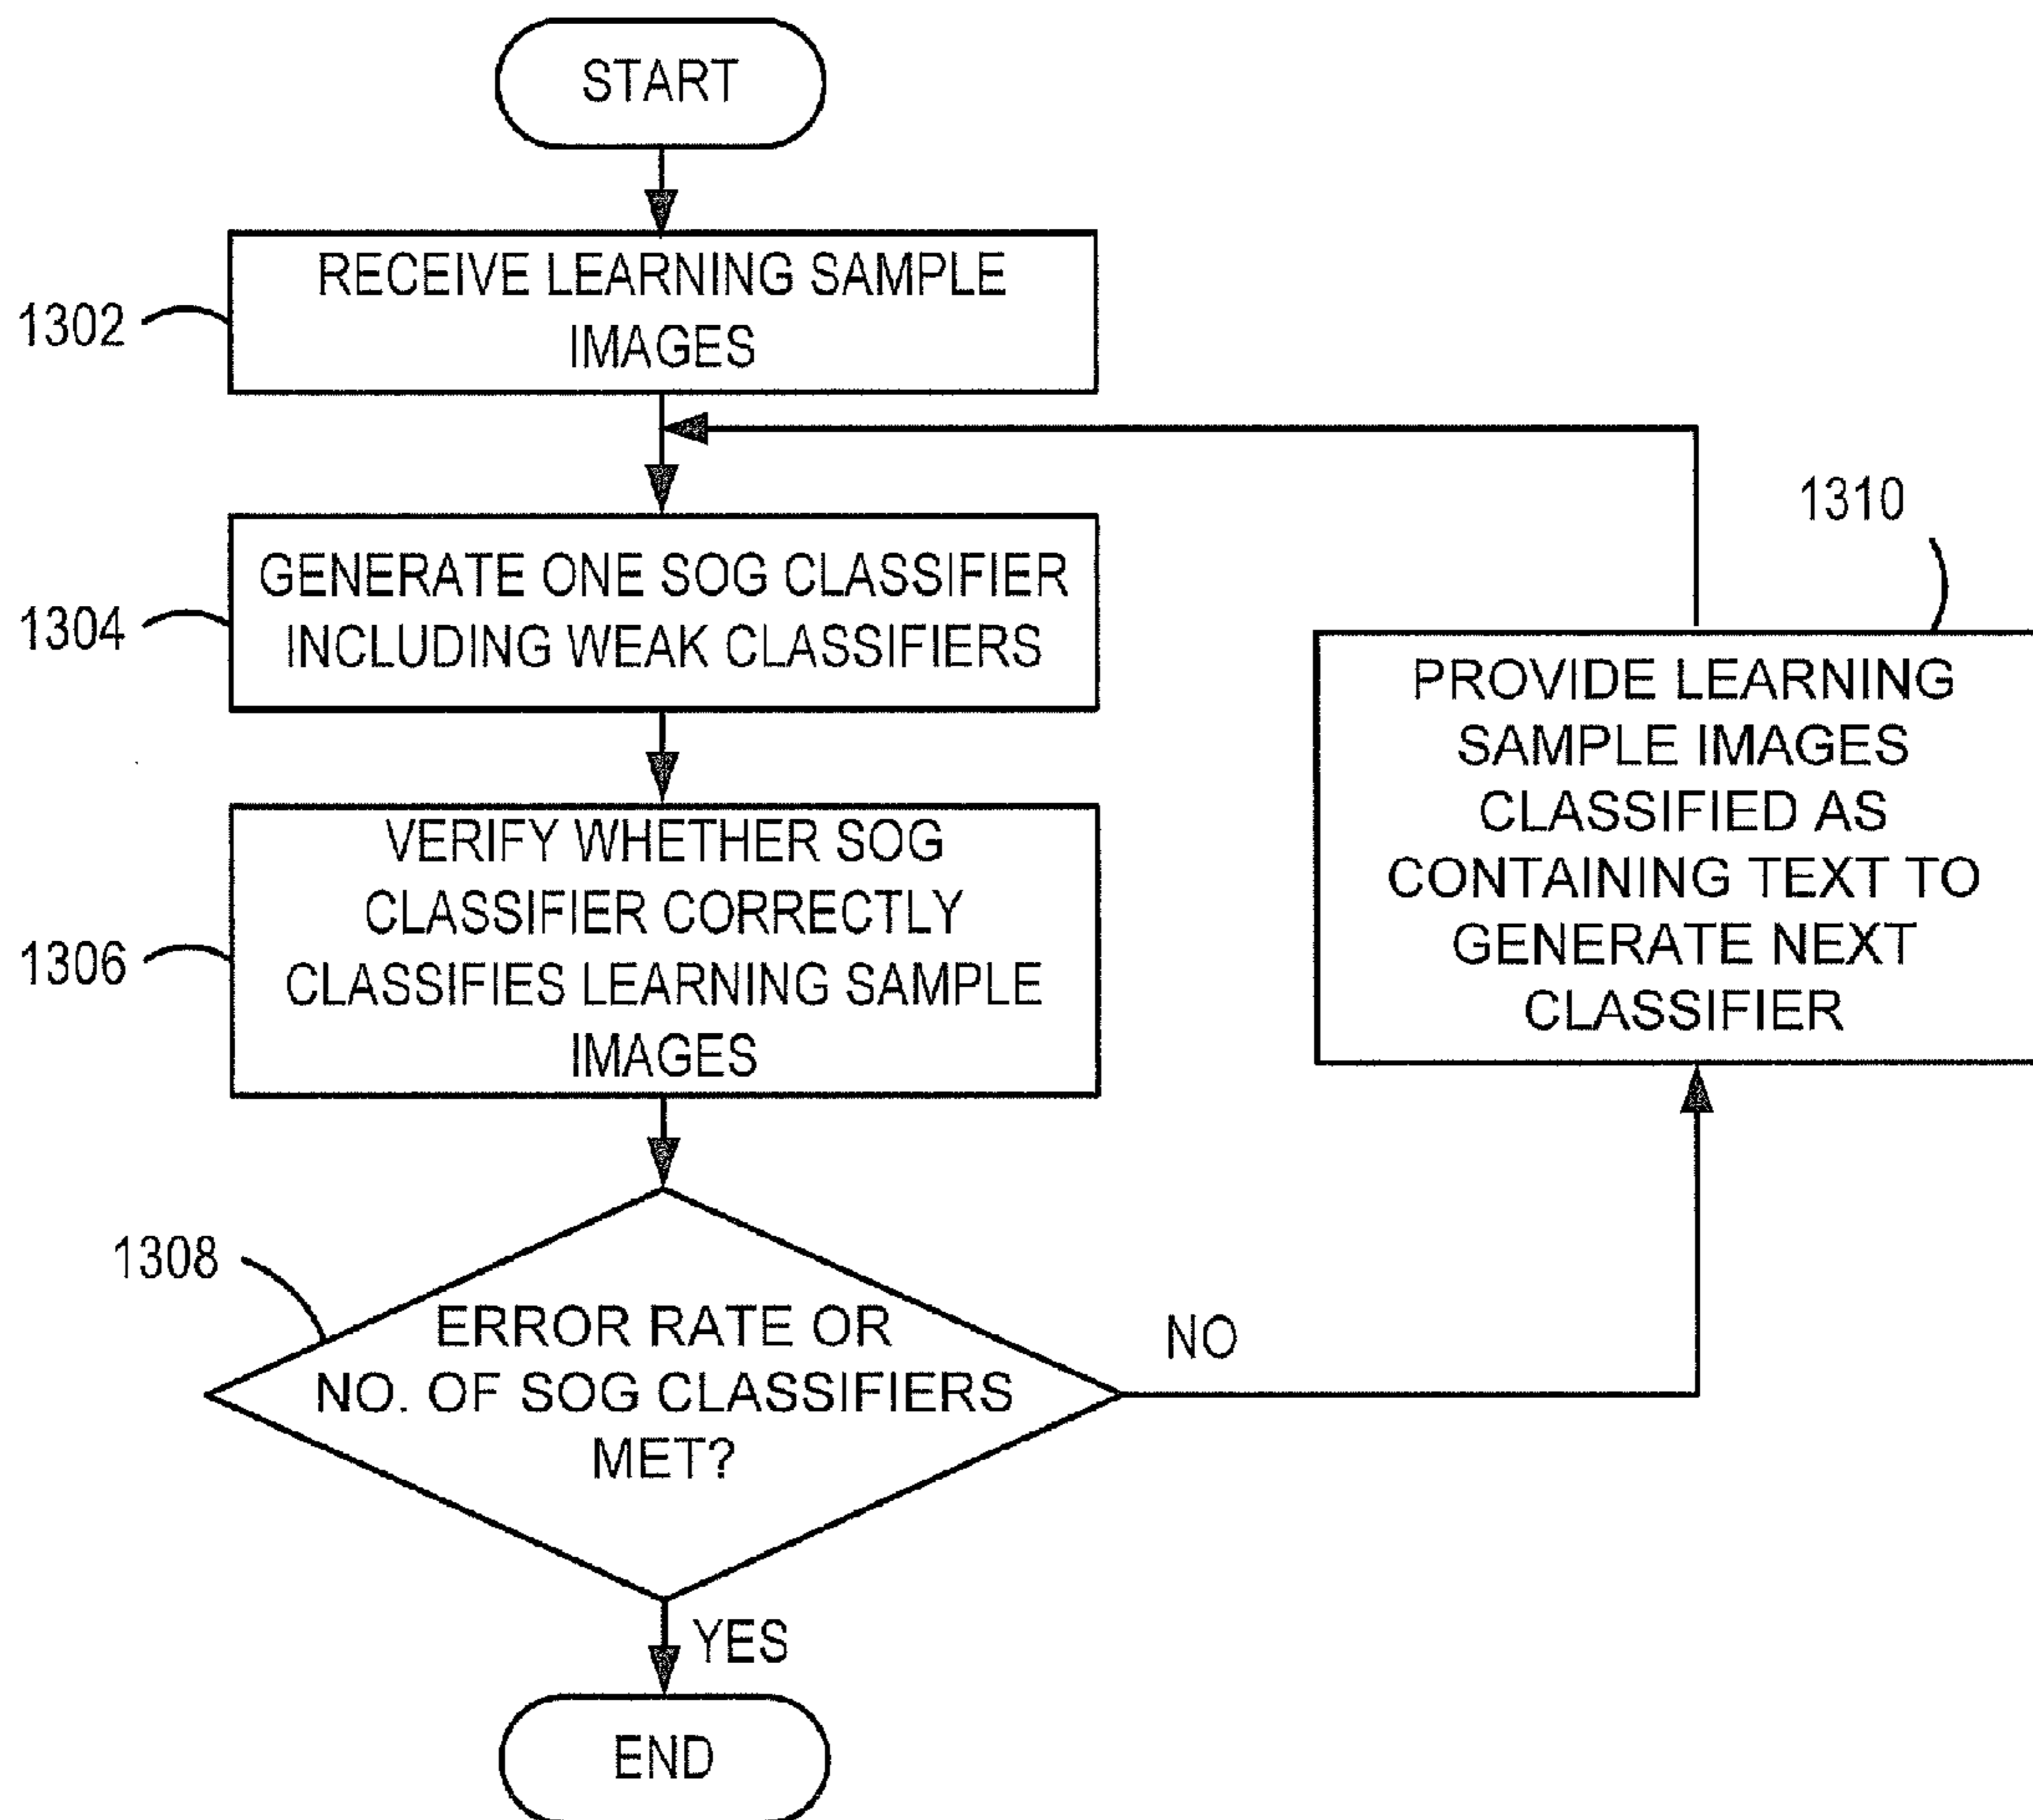 START
RECEIVE LEARNING SAMPLE
IMAGES
1302
GENERATE ONE SOG CLASSIFIER
INCLUDING WEAK CLASSIFIERS
1304
VERIFY WHETHER SOG
CLASSIFIER CORRECTLY
CLASSIFIES LEARNING SAMPLE
IMAGES
1306
1308
ERROR RATE OR
NO. OF SOG CLASSIFIERS
MET?
NO
1310
PROVIDE LEARNING
SAMPLE IMAGES
CLASSIFIED AS
CONTAINING TEXT TO
GENERATE NEXT
CLASSIFIER
YES
END